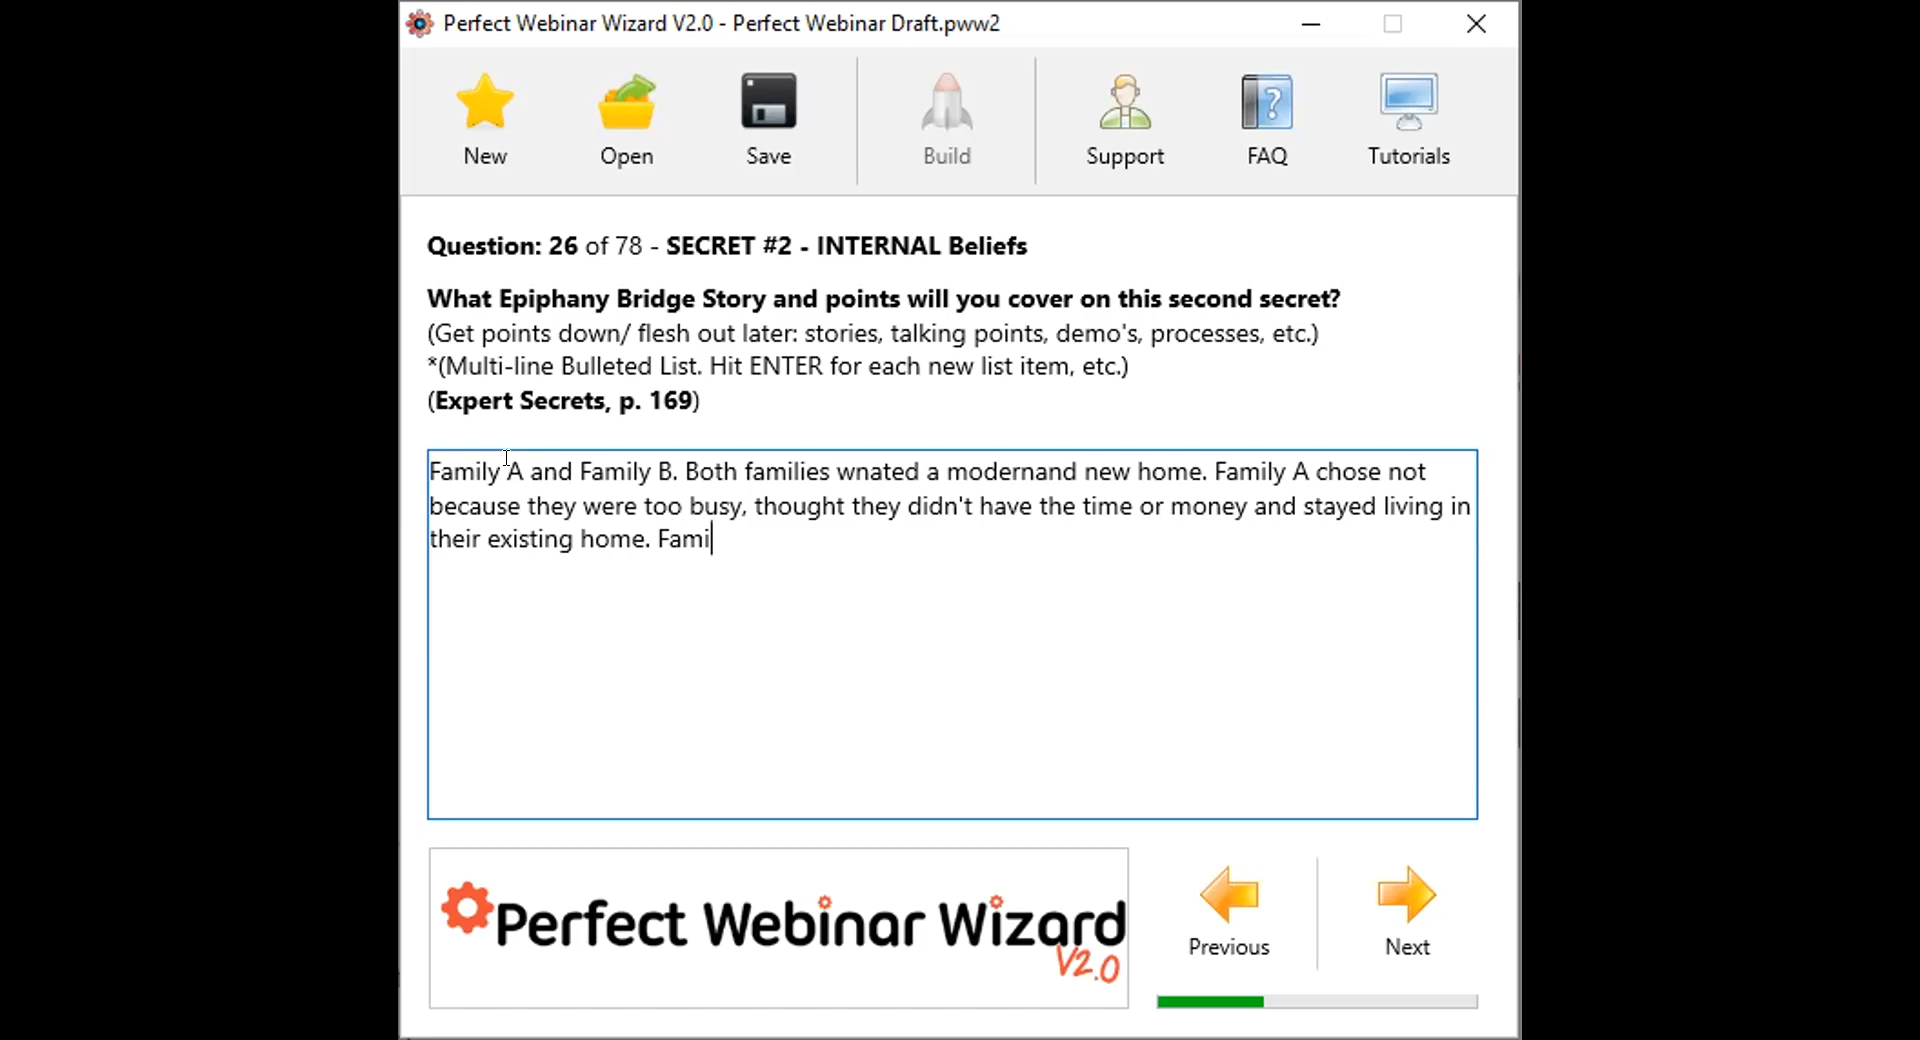 Perfect Webinar Wizard V2.0 - Perfect Webinar Draft.pww2
New Open Save Build Support FAQ Tutorials
Question: 26 of 78 - SECRET #2 - INTERNAL Beliefs
What Epiphany Bridge Story and points will you cover on this second secret?
(Get points down/ flesh out later: stories, talking points, demo's, processes, etc.)
*(Multi-line Bulleted List. Hit ENTER for each new list item, etc.)
(Expert Secrets, p. 169)
Family A and Family B. Both families wnated a modernand new home. Family A chose not
because they were too busy, thought they didn't have the time or money and stayed living in
their existing home. Fami
Perfect Webinar Wizard
V2.0
Previous Next